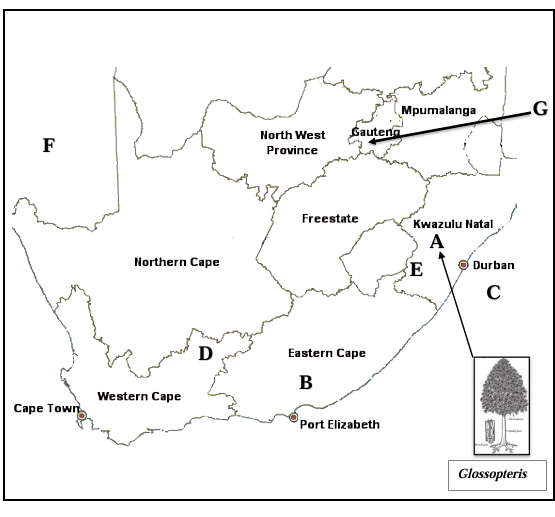 Mpumalanga
G
Gauteng
North West
Province
F
Freestate
Kwazulu Natal
A
Northern Cape
E
Durban
C
D
Eastern Cape
B
Western Cape
Cape Town
Port Elizabeth
Glossopteris